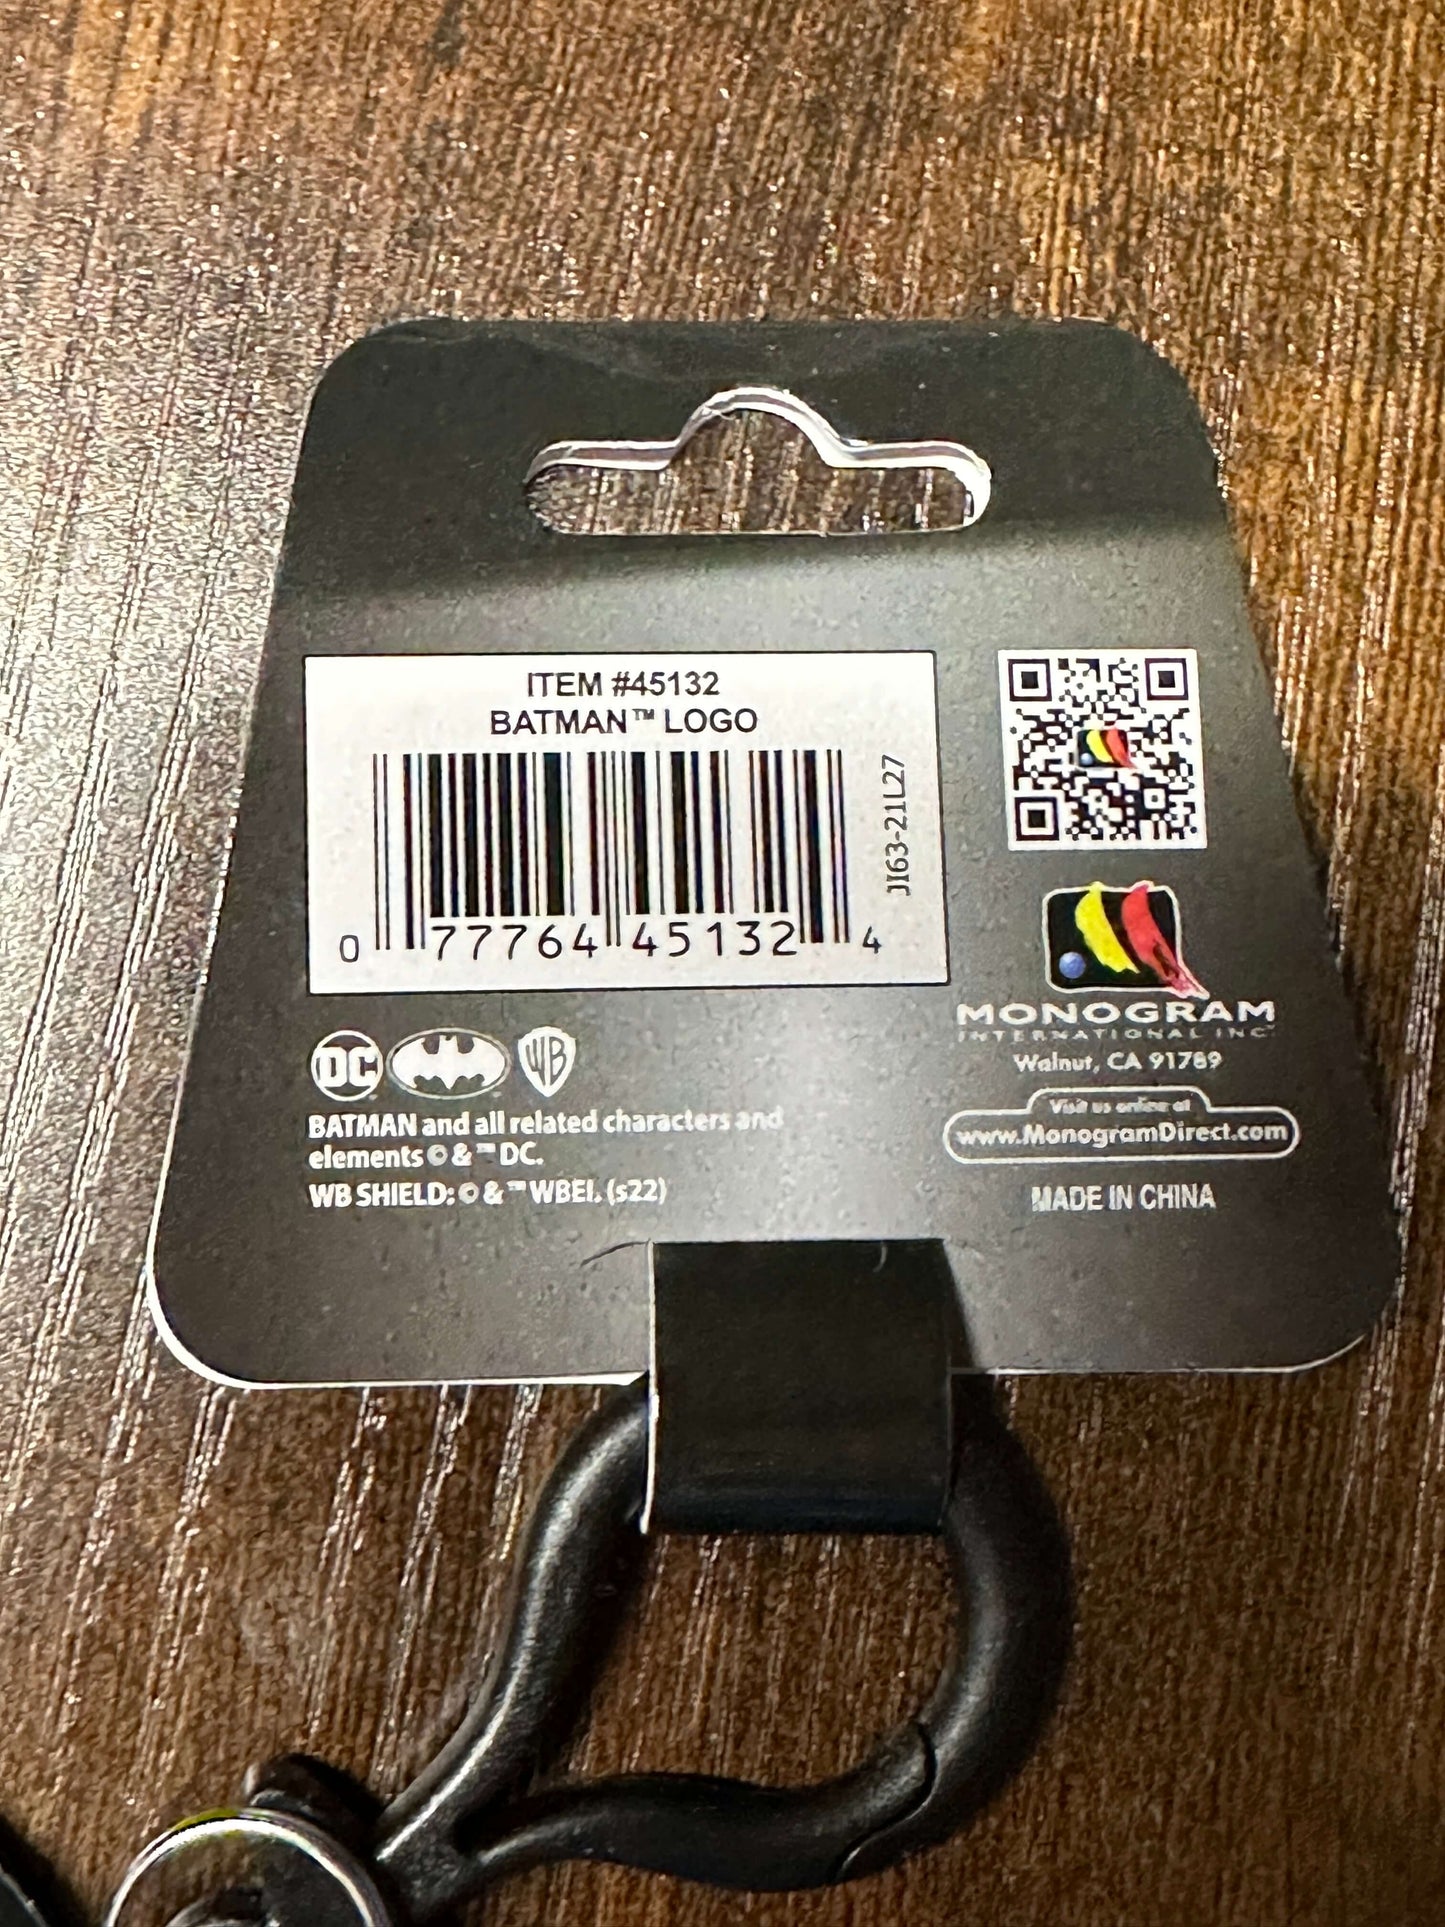 ITEM #45132
BATMAN™ LOGO
JI63-21L27
0 77764 45132 4
DC
WB
BATMAN and all related characters and
elements © & ™ DC.
WB SHIELD: © & ™ WBEI. (s22)
MONOGRAM
INTERNATIONAL INC
Walnut, CA 91789
Visit us online at
www.MonogramDirect.com
MADE IN CHINA